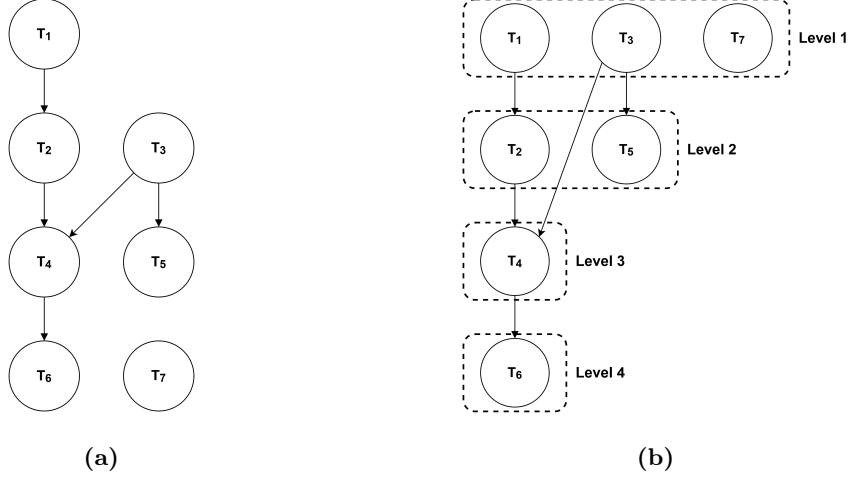 T1
T2
T3
T4
T5
T6
T7
(a)
T1
T3
T7
Level 1
T2
T5
Level 2
T4
Level 3
T6
Level 4
(b)